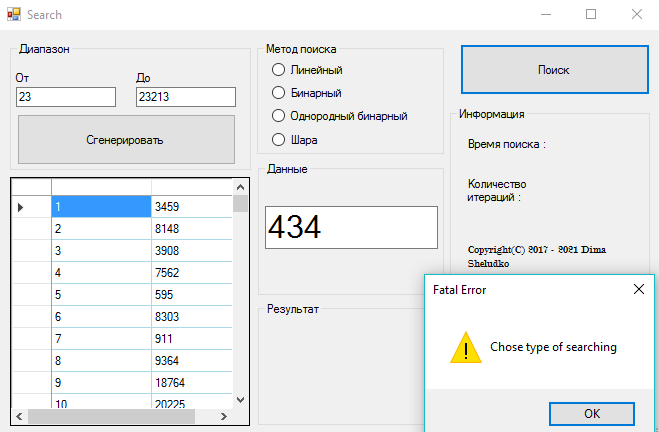 Search
Диапазон
От
До
23
23213
Сгенерировать
1 3459
2 8148
3 3908
4 7562
5 595
6 8303
7 911
8 9364
9 18764
10 20225
Метод поиска
Линейный
Бинарный
Однородный бинарный
Шара
Данные
434
Результат
Поиск
Информация
Время поиска :
Количество
итераций :
Copyright(C) 2017 - 2021 Dima
Sheludko
Fatal Error
Chose type of searching
OK